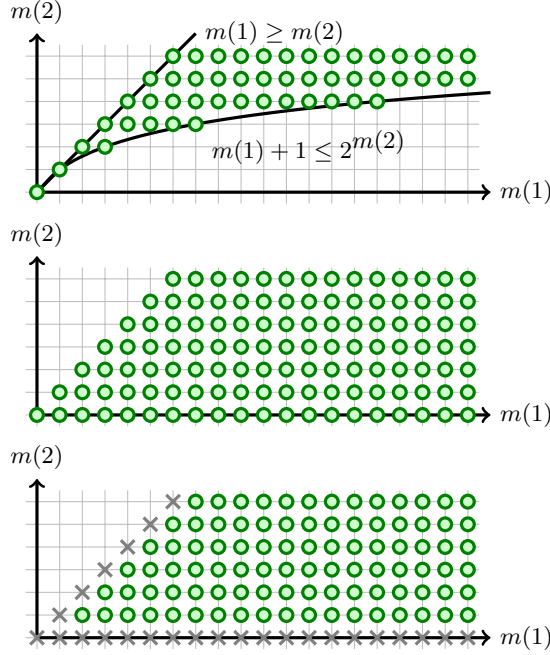 m(2)
m(1) ≥ m(2)
m(1) + 1 ≤ 2^{m(2)}
m(1)
m(2)
m(1)
m(2)
m(1)